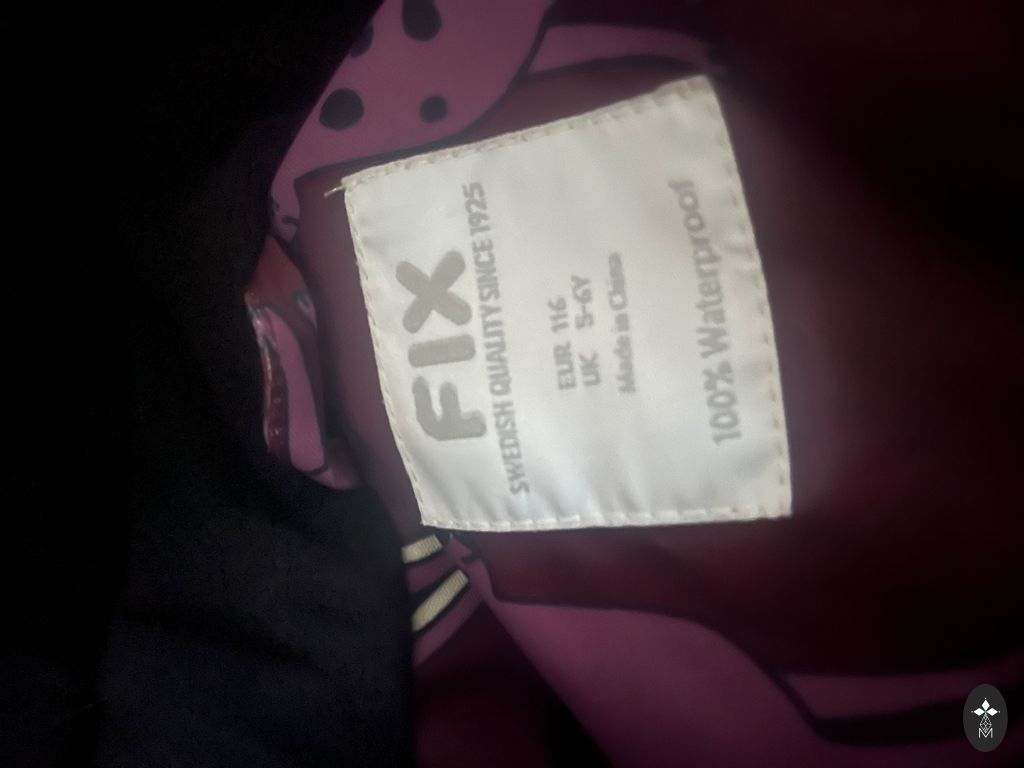 FIX
SWEDISH QUALITY SINCE 1925
EUR 116
UK 5-6Y
Made in China
100% Waterproof
M